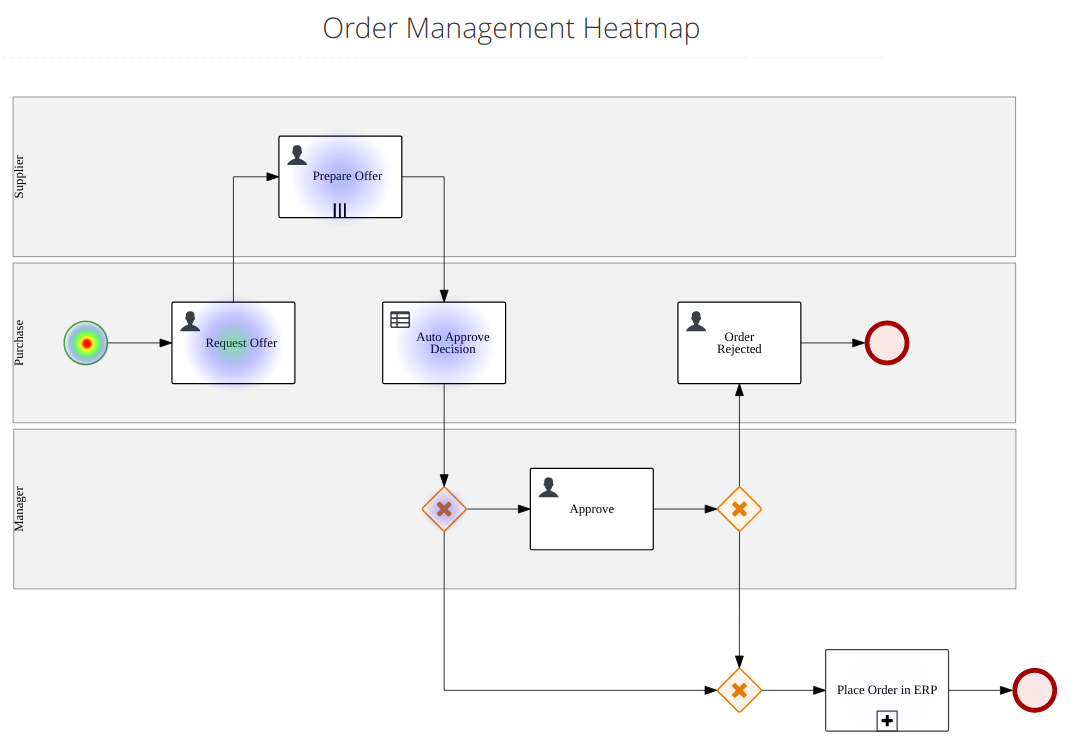 Order Management Heatmap
Supplier
Prepare Offer
Purchase
Request Offer
Auto Approve
Decision
Order
Rejected
Manager
Approve
Place Order in ERP